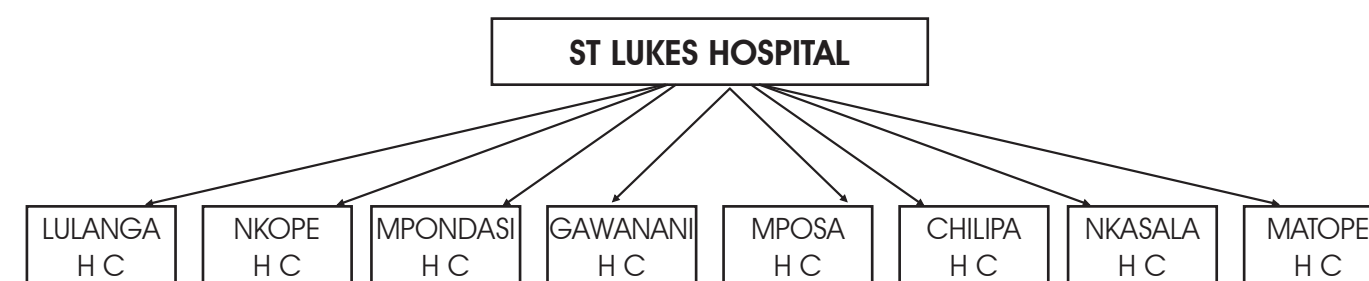 ST LUKES HOSPITAL
LULANGA
H C
NKOPE
H C
MPONDASI
H C
GAWANANI
H C
MPOSA
H C
CHILIPA
H C
NKASALA
H C
MATOPE
H C